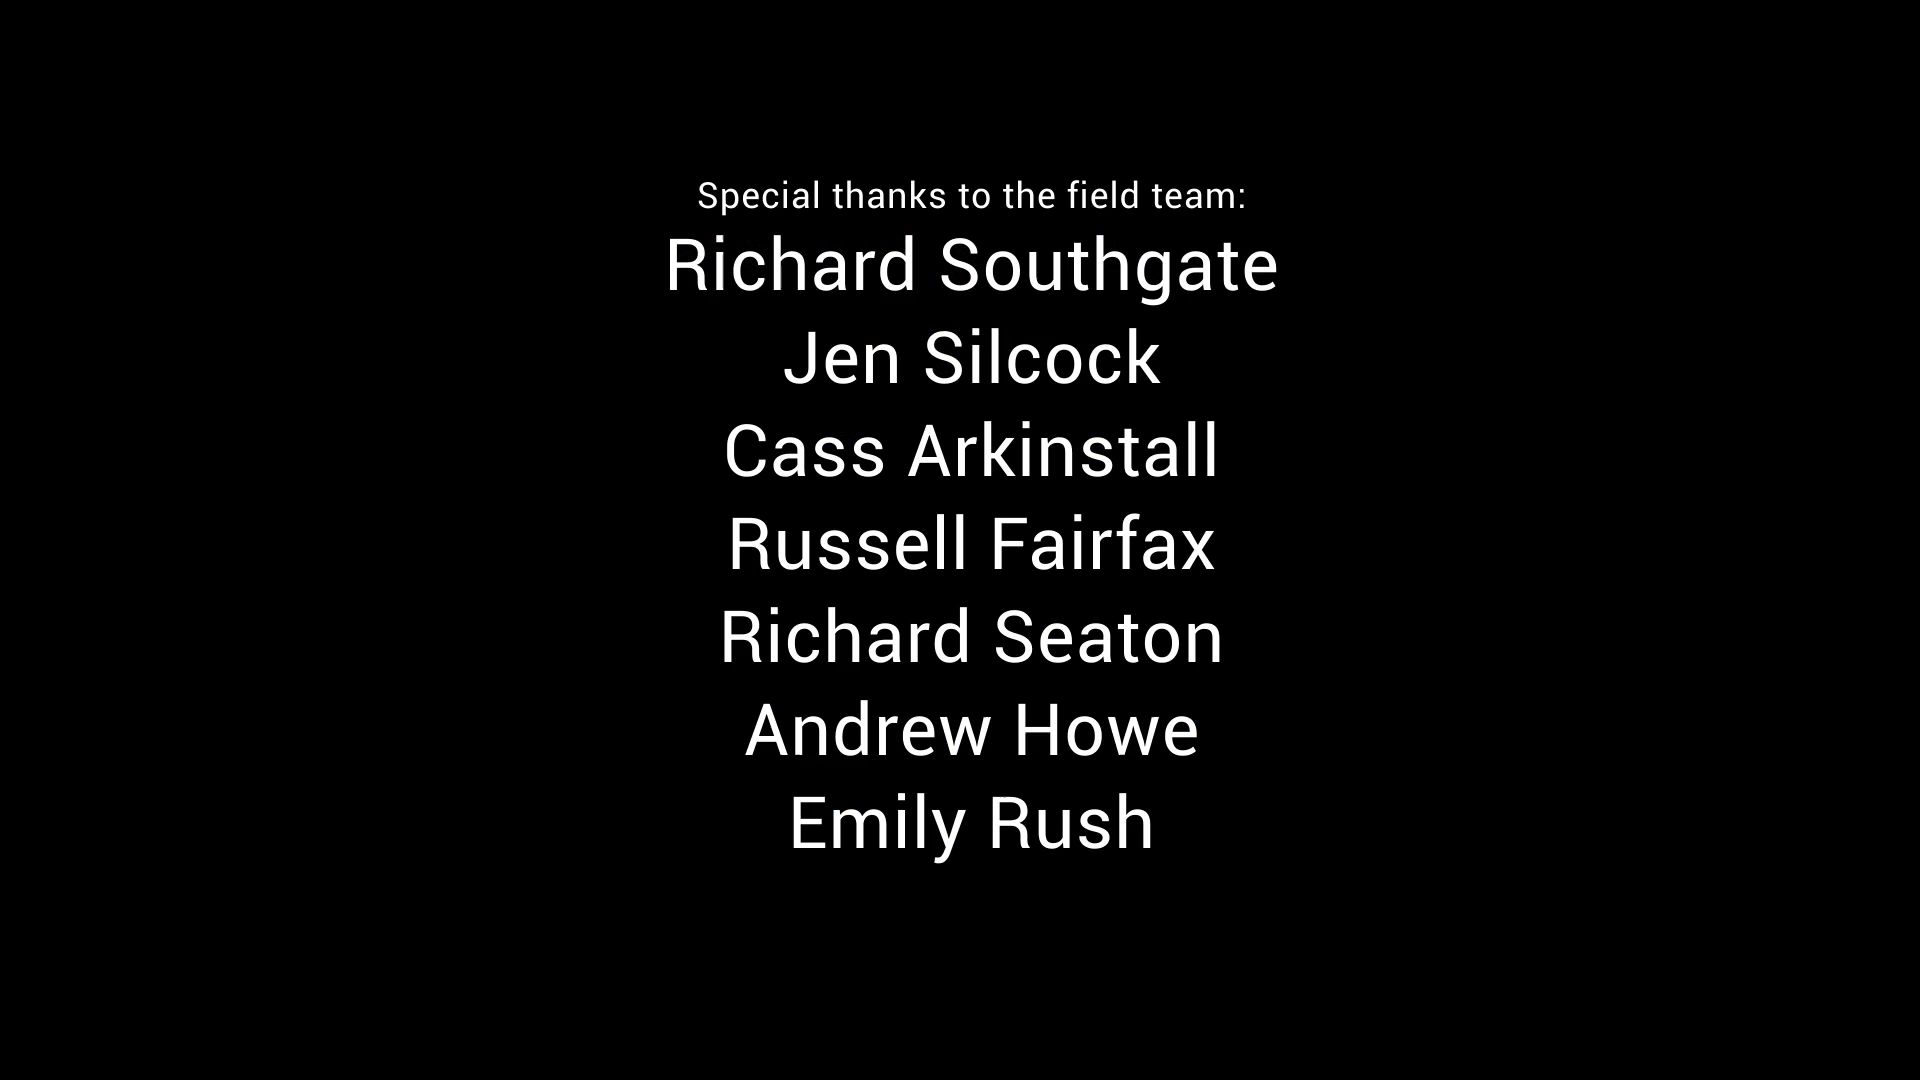 Special thanks to the field team:
Richard Southgate
Jen Silcock
Cass Arkinstall
Russell Fairfax
Richard Seaton
Andrew Howe
Emily Rush